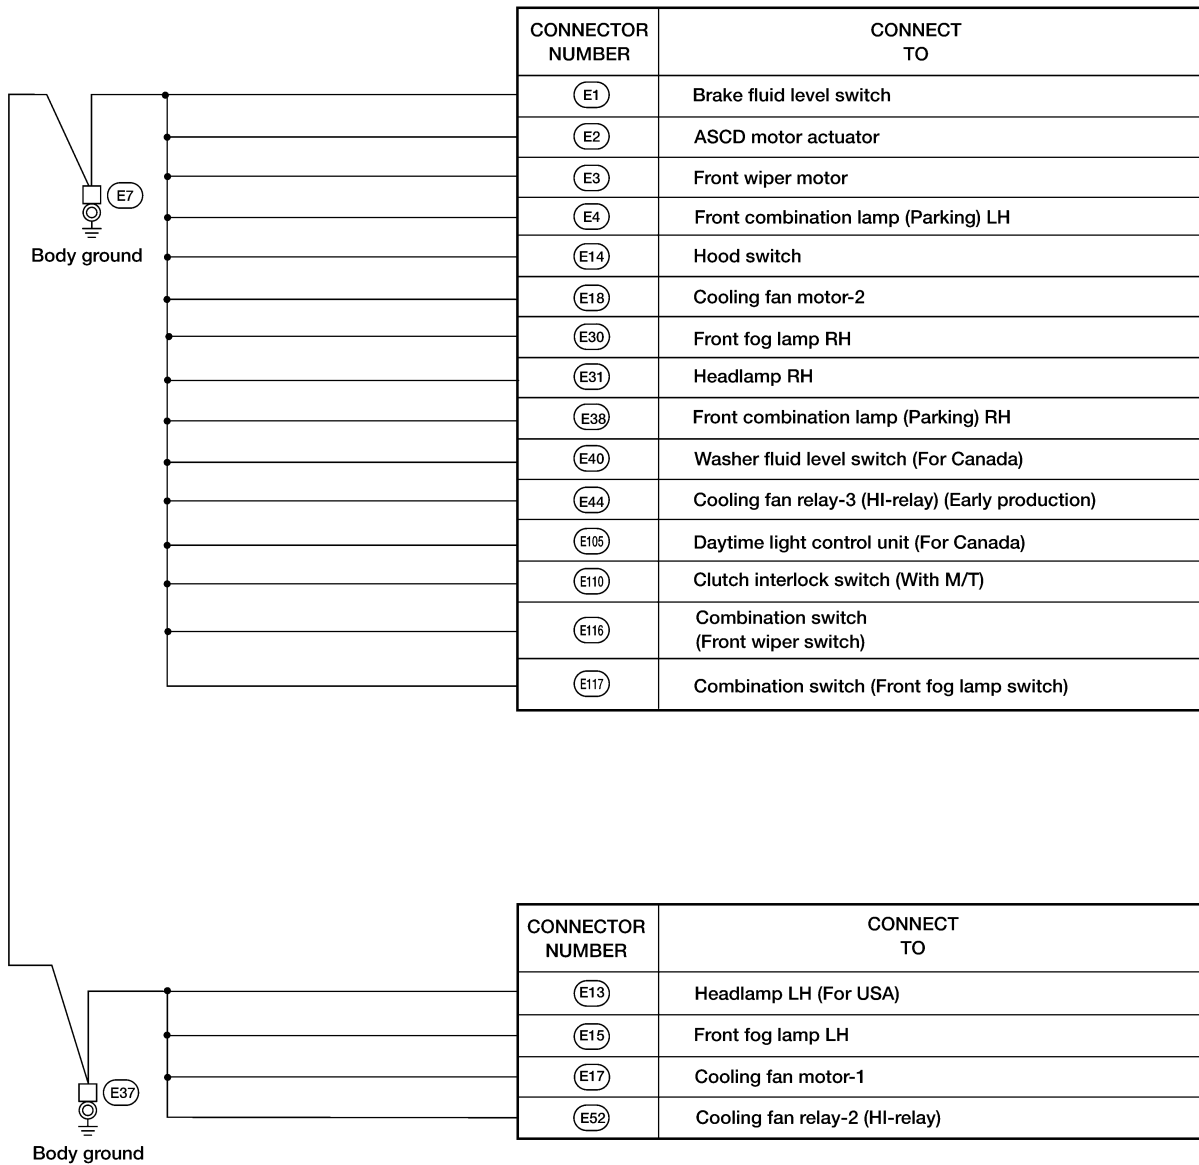 CONNECTOR
NUMBER
CONNECT
TO
E1
Brake fluid level switch
E2
ASCD motor actuator
E3
Front wiper motor
E7
E4
Front combination lamp (Parking) LH
Body ground
E14
Hood switch
E18
Cooling fan motor-2
E30
Front fog lamp RH
E31
Headlamp RH
E38
Front combination lamp (Parking) RH
E40
Washer fluid level switch (For Canada)
E44
Cooling fan relay-3 (HI-relay) (Early production)
E105
Daytime light control unit (For Canada)
E110
Clutch interlock switch (With M/T)
E116
Combination switch
(Front wiper switch)
E117
Combination switch (Front fog lamp switch)
CONNECTOR
NUMBER
CONNECT
TO
E13
Headlamp LH (For USA)
E15
Front fog lamp LH
E17
Cooling fan motor-1
E37
E52
Cooling fan relay-2 (HI-relay)
Body ground